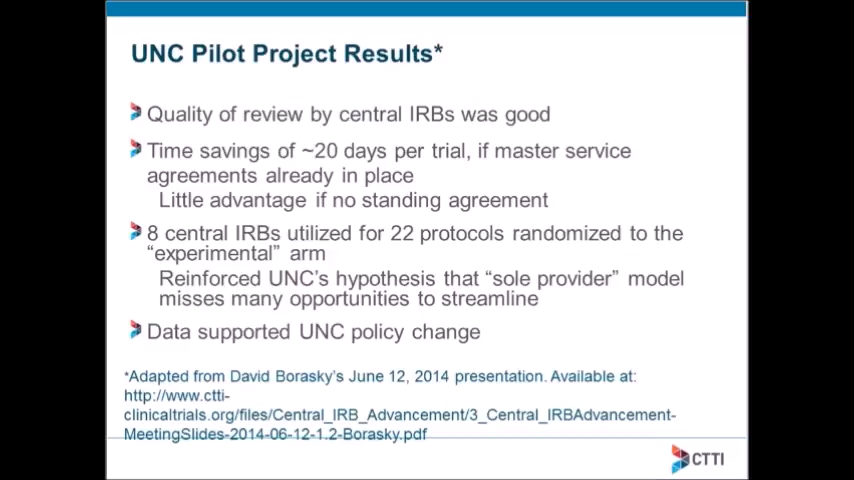 UNC Pilot Project Results*
Quality of review by central IRBs was good
Time savings of ~20 days per trial, if master service
agreements already in place
Little advantage if no standing agreement
8 central IRBs utilized for 22 protocols randomized to the
“experimental” arm
Reinforced UNC’s hypothesis that “sole provider” model
misses many opportunities to streamline
Data supported UNC policy change
*Adapted from David Borasky’s June 12, 2014 presentation. Available at:
http://www.ctti-
clinicaltrials.org/files/Central_IRB_Advancement/3_Central_IRBAdvancement-
MeetingSlides-2014-06-12-1.2-Borasky.pdf
CTTI